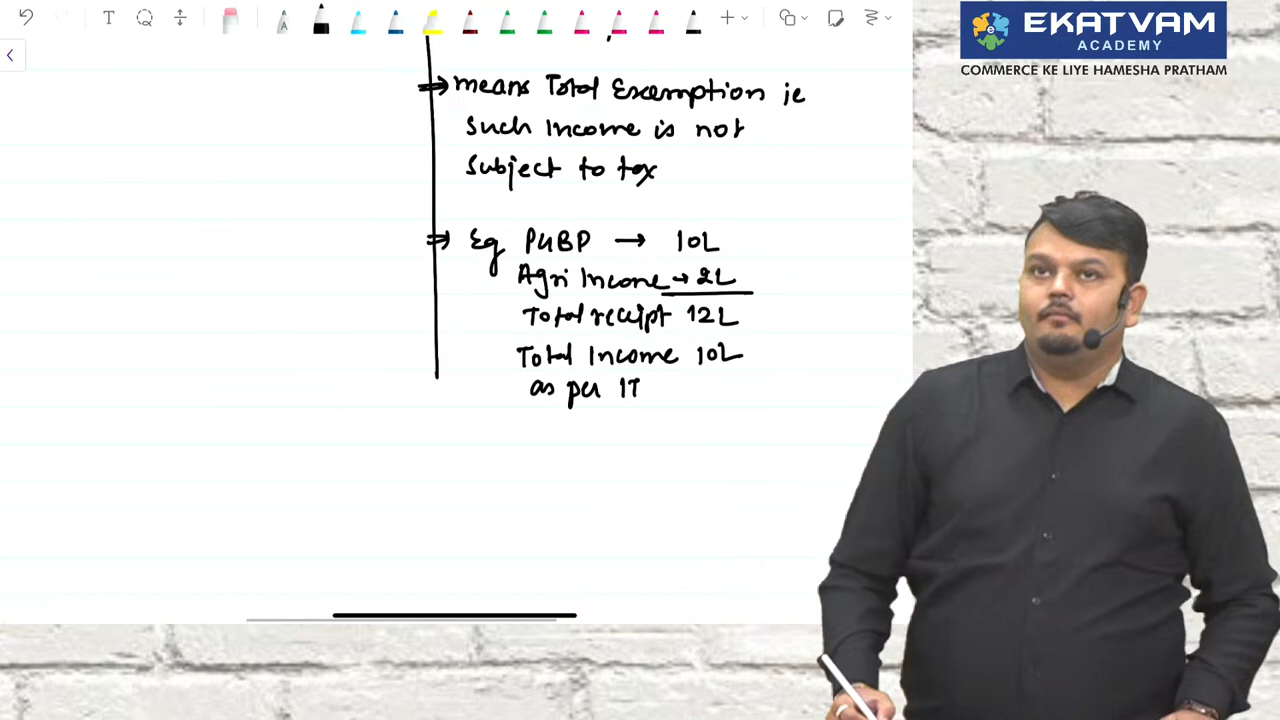 EKATVAM
ACADEMY
COMMERCE KE LIYE HAMESHA PRATHAM
means Total Exemption ie
Such Income is not
Subject to tax
Eg PGBP → 10L
Agri Income → 2L
Total receipt 12L
Total Income 10L
as per IT